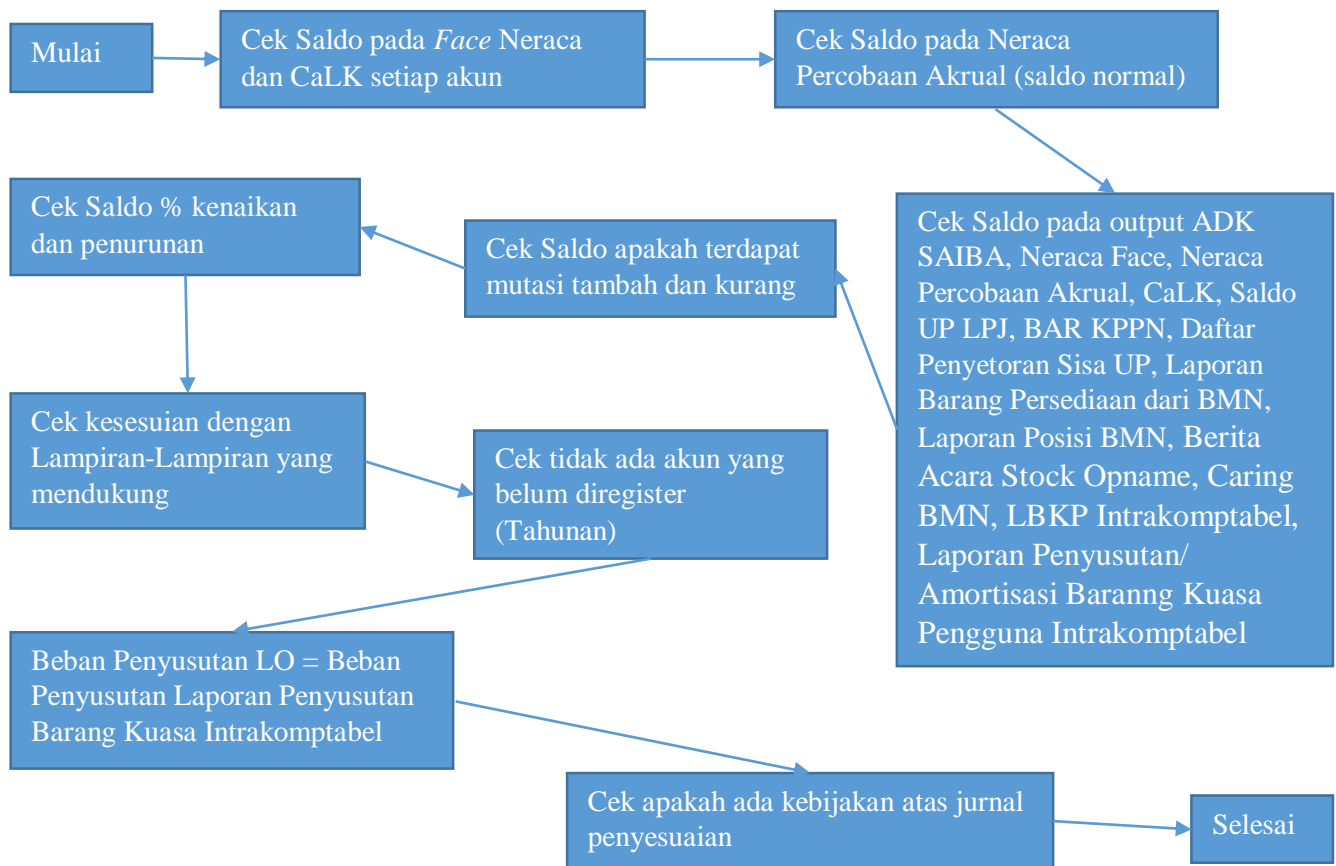 Mulai
Cek Saldo pada Face Neraca
dan CaLK setiap akun
Cek Saldo pada Neraca
Percobaan Akrual (saldo normal)
Cek Saldo pada output ADK
SAIBA, Neraca Face, Neraca
Percobaan Akrual, CaLK, Saldo
UP LPJ, BAR KPPN, Daftar
Penyetoran Sisa UP, Laporan
Barang Persediaan dari BMN,
Laporan Posisi BMN, Berita
Acara Stock Opname, Caring
BMN, LBKP Intrakomptabel,
Laporan Penyusutan/
Amortisasi Baranng Kuasa
Pengguna Intrakomptabel
Cek Saldo apakah terdapat
mutasi tambah dan kurang
Cek Saldo % kenaikan
dan penurunan
Cek kesesuian dengan
Lampiran-Lampiran yang
mendukung
Cek tidak ada akun yang
belum diregister
(Tahunan)
Beban Penyusutan LO = Beban
Penyusutan Laporan Penyusutan
Barang Kuasa Intrakomptabel
Cek apakah ada kebijakan atas jurnal
penyesuaian
Selesai